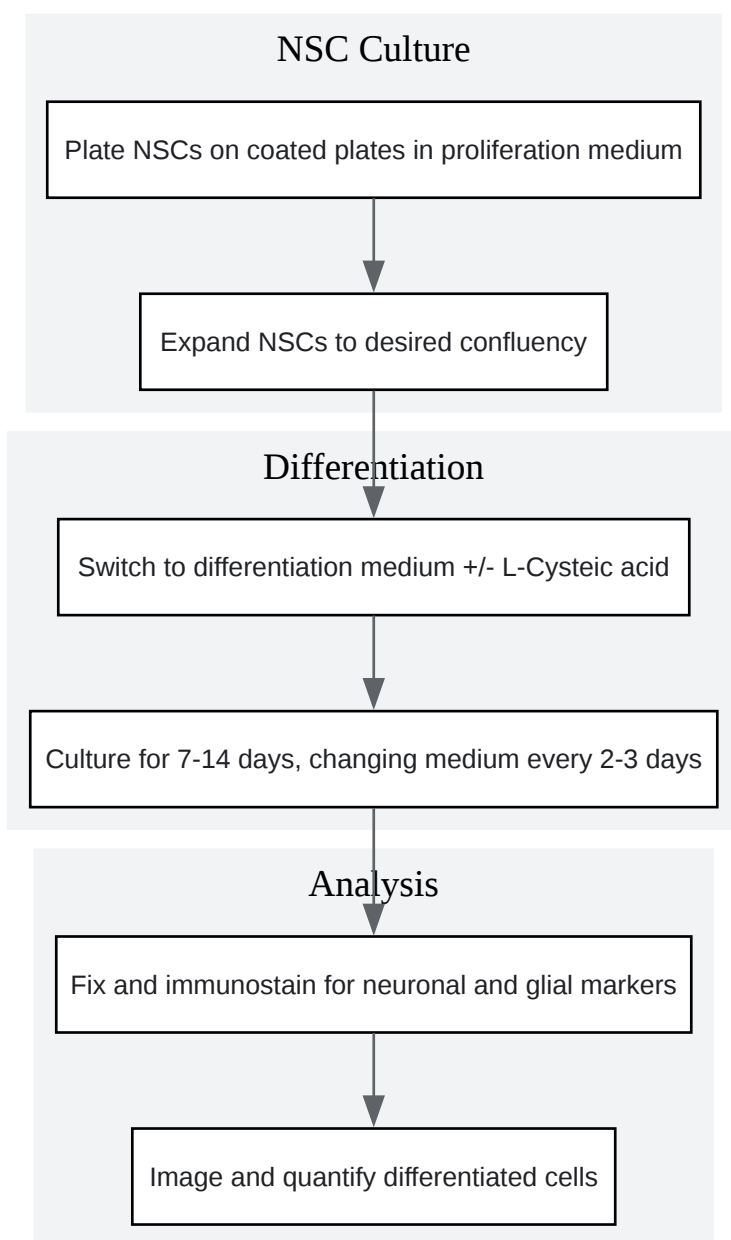 NSC Culture
Plate NSCs on coated plates in proliferation medium
Expand NSCs to desired confluency
Differentiation
Switch to differentiation medium +/- L-Cysteic acid
Culture for 7-14 days, changing medium every 2-3 days
Analysis
Fix and immunostain for neuronal and glial markers
Image and quantify differentiated cells